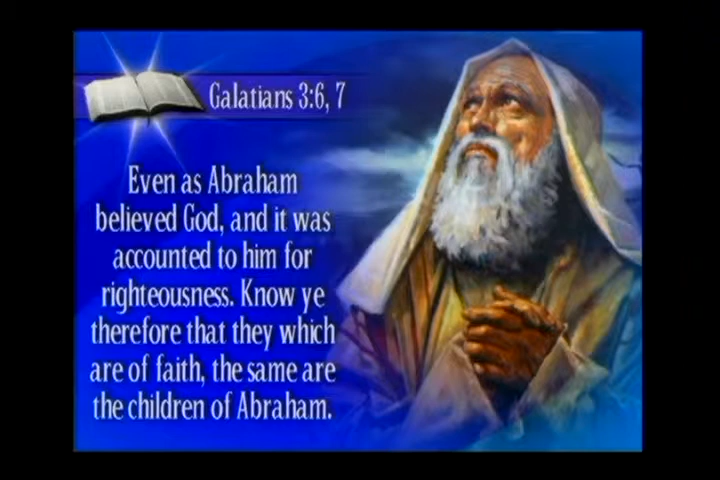 Galatians 3:6, 7
Even as Abraham
believed God, and it was
accounted to him for
righteousness. Know ye
therefore that they which
are of faith, the same are
the children of Abraham.